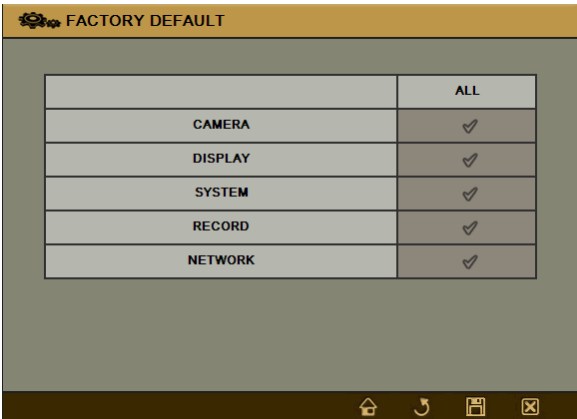 FACTORY DEFAULT
ALL
CAMERA
DISPLAY
SYSTEM
RECORD
NETWORK